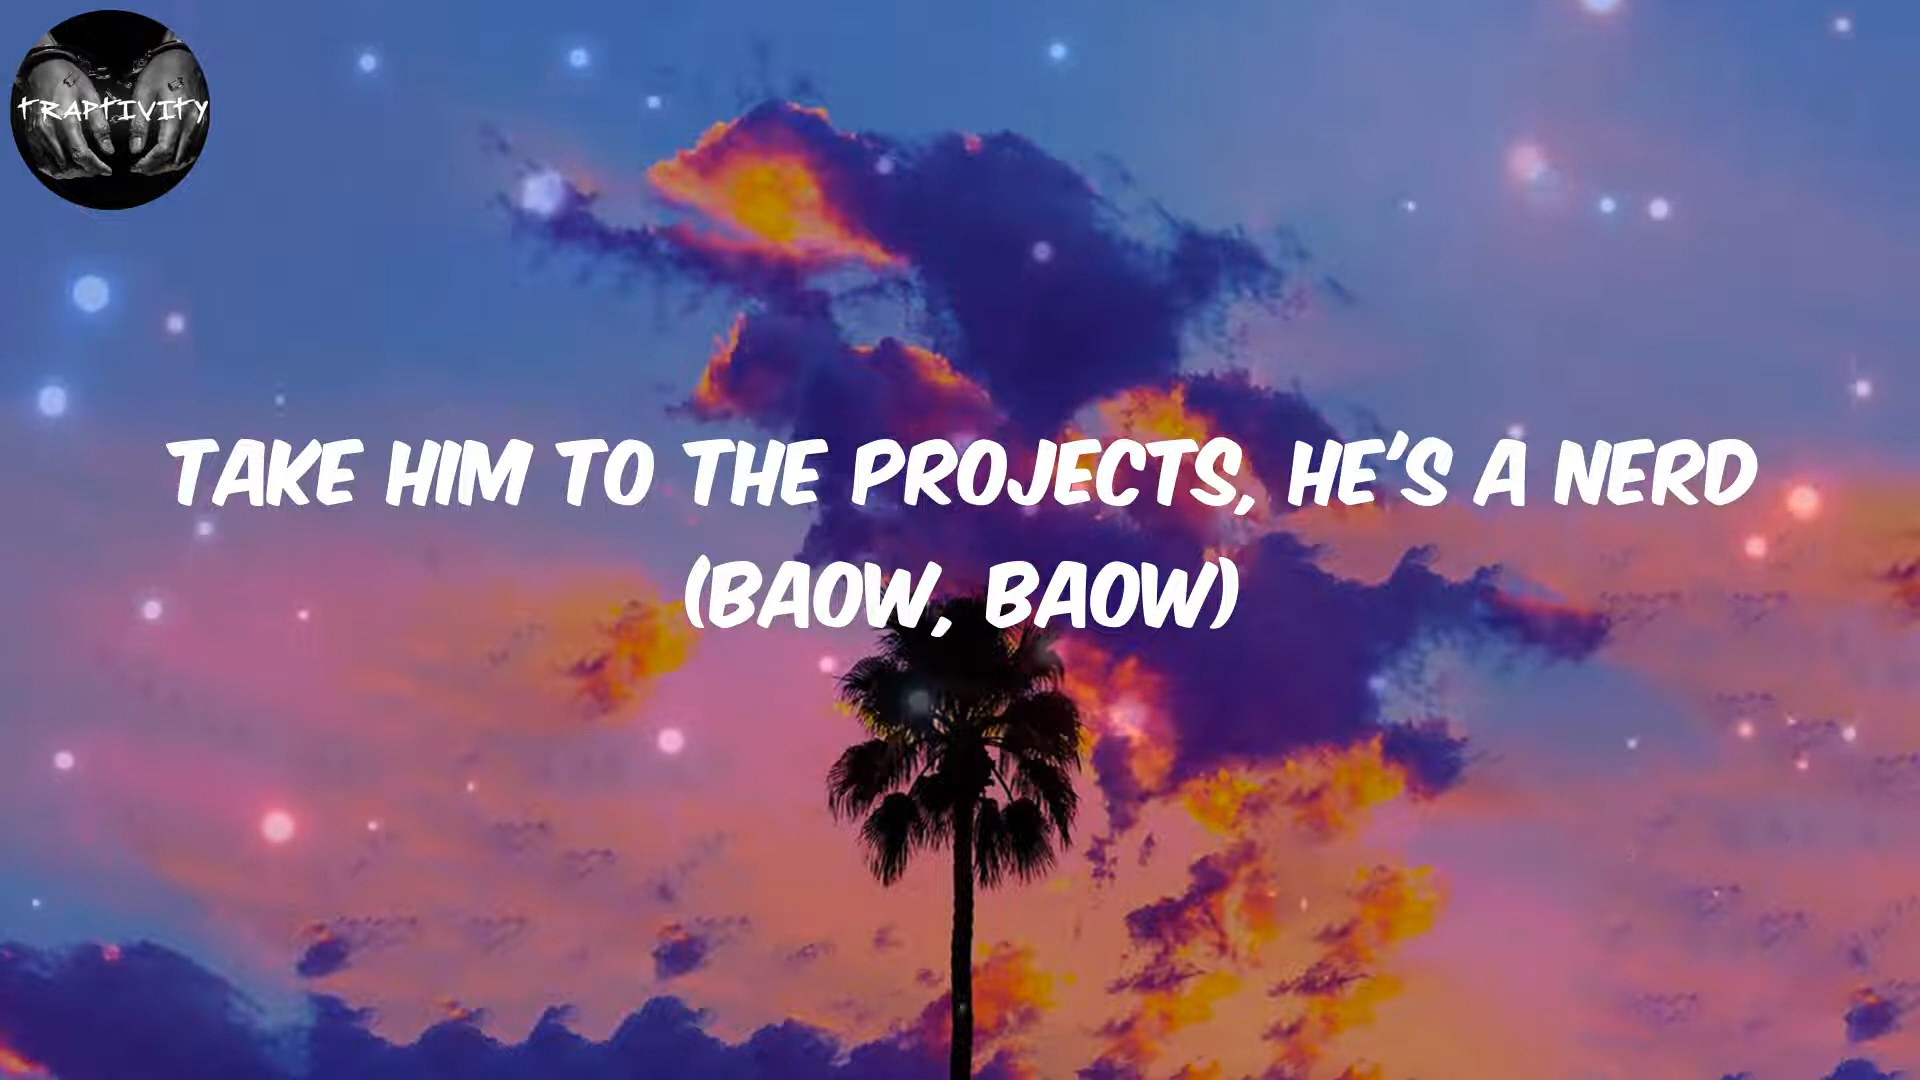 TRAPTIVITY
TAKE HIM TO THE PROJECTS, HE'S A NERD
(BAOW, BAOW)